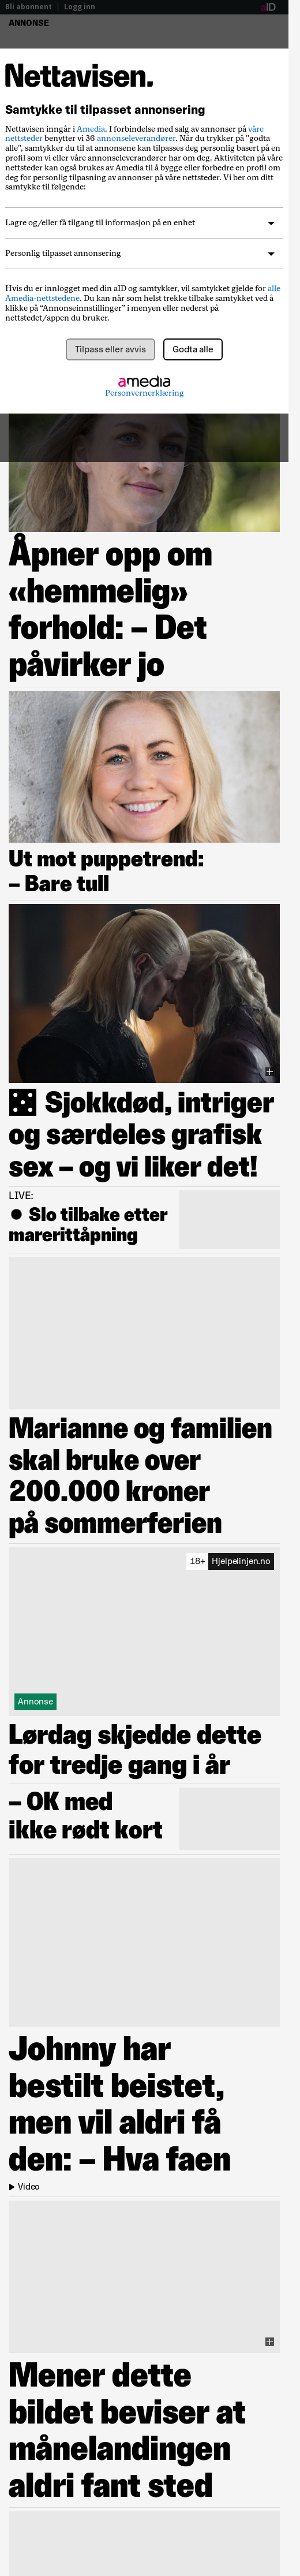 Bli abonnent
Logg inn
aID
ANNONSE
Nettavisen.
Samtykke til tilpasset annonsering
Nettavisen inngår i Amedia. I forbindelse med salg av annonser på våre
nettsteder benytter vi 36 annonseleverandører. Når du trykker på "godta
alle", samtykker du til at annonsene kan tilpasses deg personlig basert på en
profil som vi eller våre annonseleverandører har om deg. Aktiviteten på våre
nettsteder kan også brukes av Amedia til å bygge eller forbedre en profil om
deg for personlig tilpasning av annonser på våre nettsteder. Vi ber om ditt
samtykke til følgende:
Lagre og/eller få tilgang til informasjon på en enhet
Personlig tilpasset annonsering
Hvis du er innlogget med din aID og samtykker, vil samtykket gjelde for alle
Amedia-nettstedene. Du kan når som helst trekke tilbake samtykket ved å
klikke på “Annonseinnstillinger” i menyen eller nederst på
nettstedet/appen du bruker.
Tilpass eller avvis
Godta alle
amedia
Personvernerklæring
Åpner opp om
«hemmelig»
forhold: – Det
påvirker jo
Ut mot puppetrend:
– Bare tull
Sjokkdød, intriger
og særdeles grafisk
sex – og vi liker det!
LIVE:
Slo tilbake etter
marerittåpning
Marianne og familien
skal bruke over
200.000 kroner
på sommerferien
18+ Hjelpelinjen.no
Annonse
Lørdag skjedde dette
for tredje gang i år
– OK med
ikke rødt kort
Johnny har
bestilt beistet,
men vil aldri få
den: – Hva faen
Video
Mener dette
bildet beviser at
månelandingen
aldri fant sted